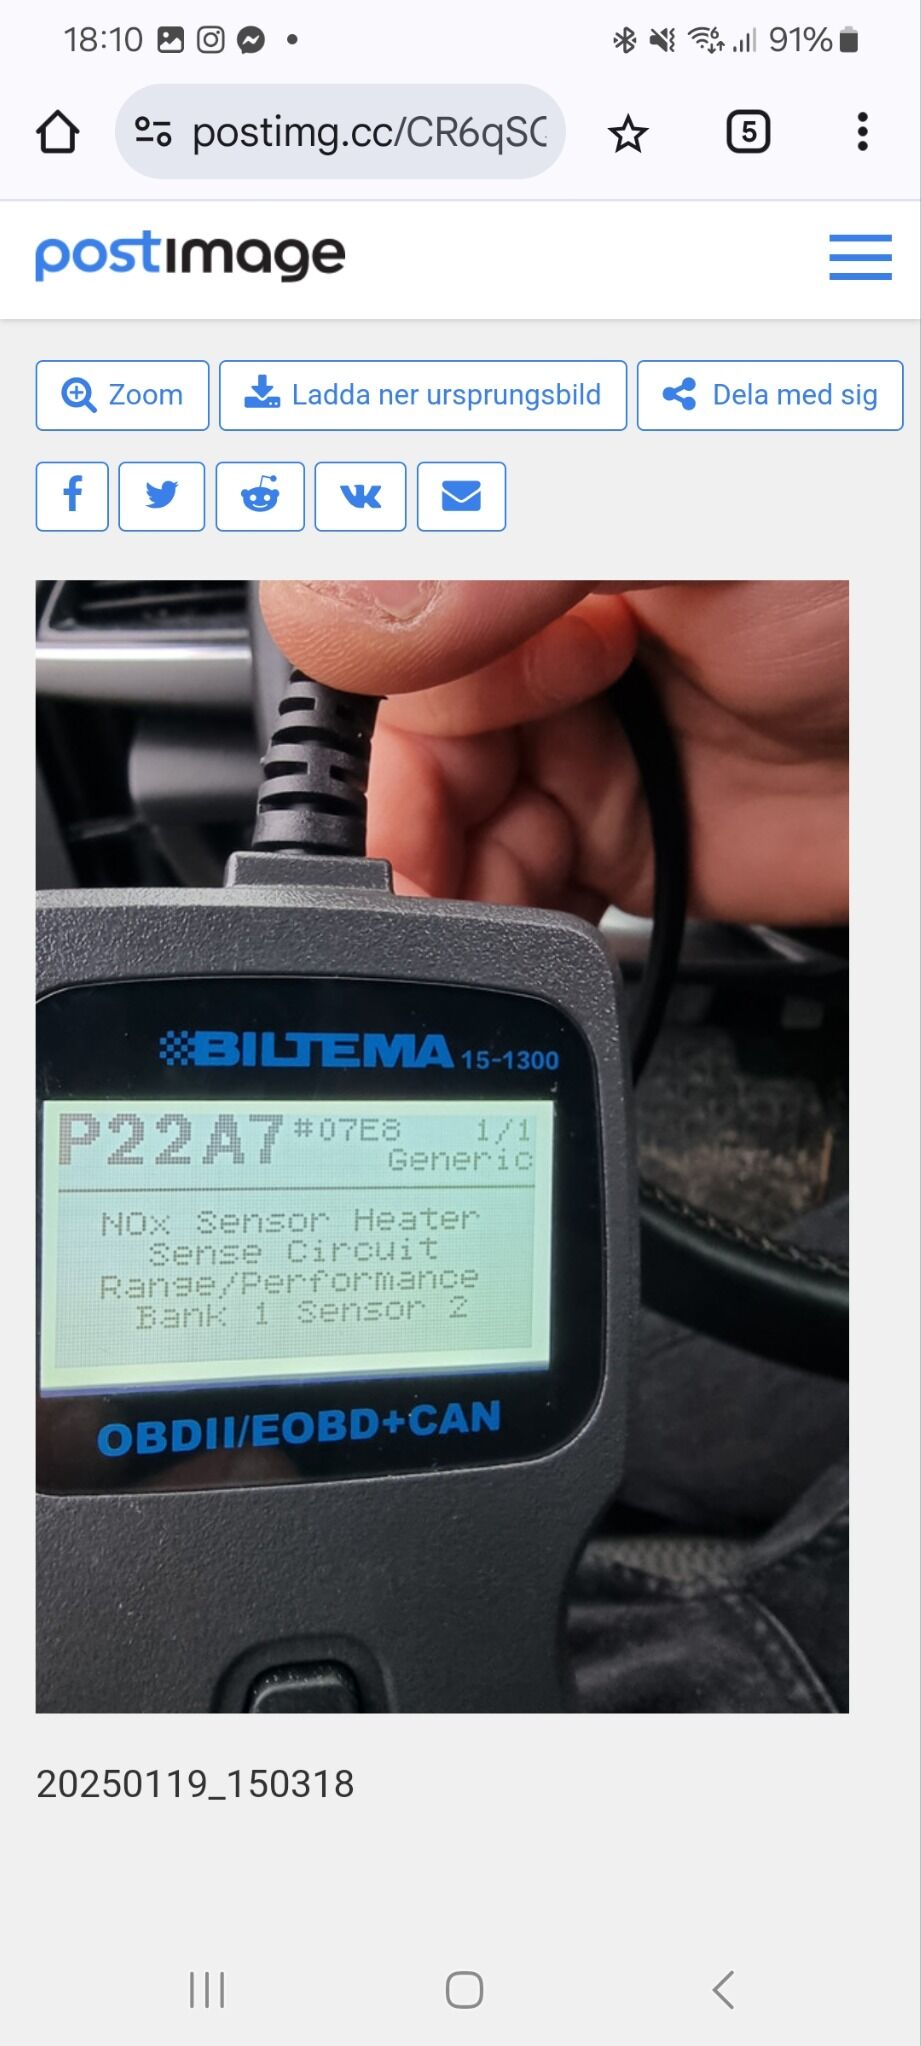 18:10
91%
postimg.cc/CR6qSC
5
postimage
Zoom
Ladda ner ursprungsbild
Dela med sig
BILTEMA 15-1300
P22A7 #07E8 1/1
Generic
NOx Sensor Heater
Sense Circuit
Range/Performance
Bank 1 Sensor 2
OBDII/EOBD+CAN
20250119_150318